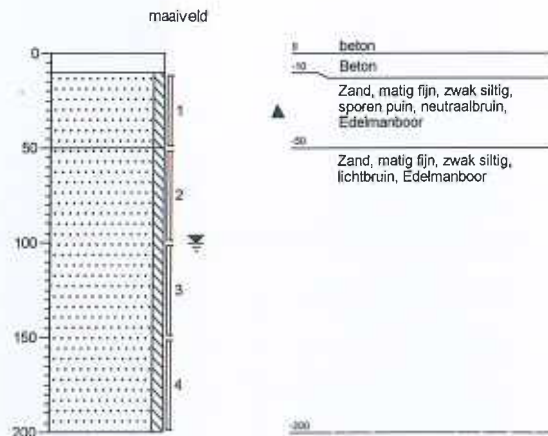 maaiveld
0
50
100
150
200
1
2
3
4
0
beton
-10
Beton
Zand, matig fijn, zwak siltig,
sporen puin, neutraalbruin,
Edelmanboor
-50
Zand, matig fijn, zwak siltig,
lichtbruin, Edelmanboor
-200